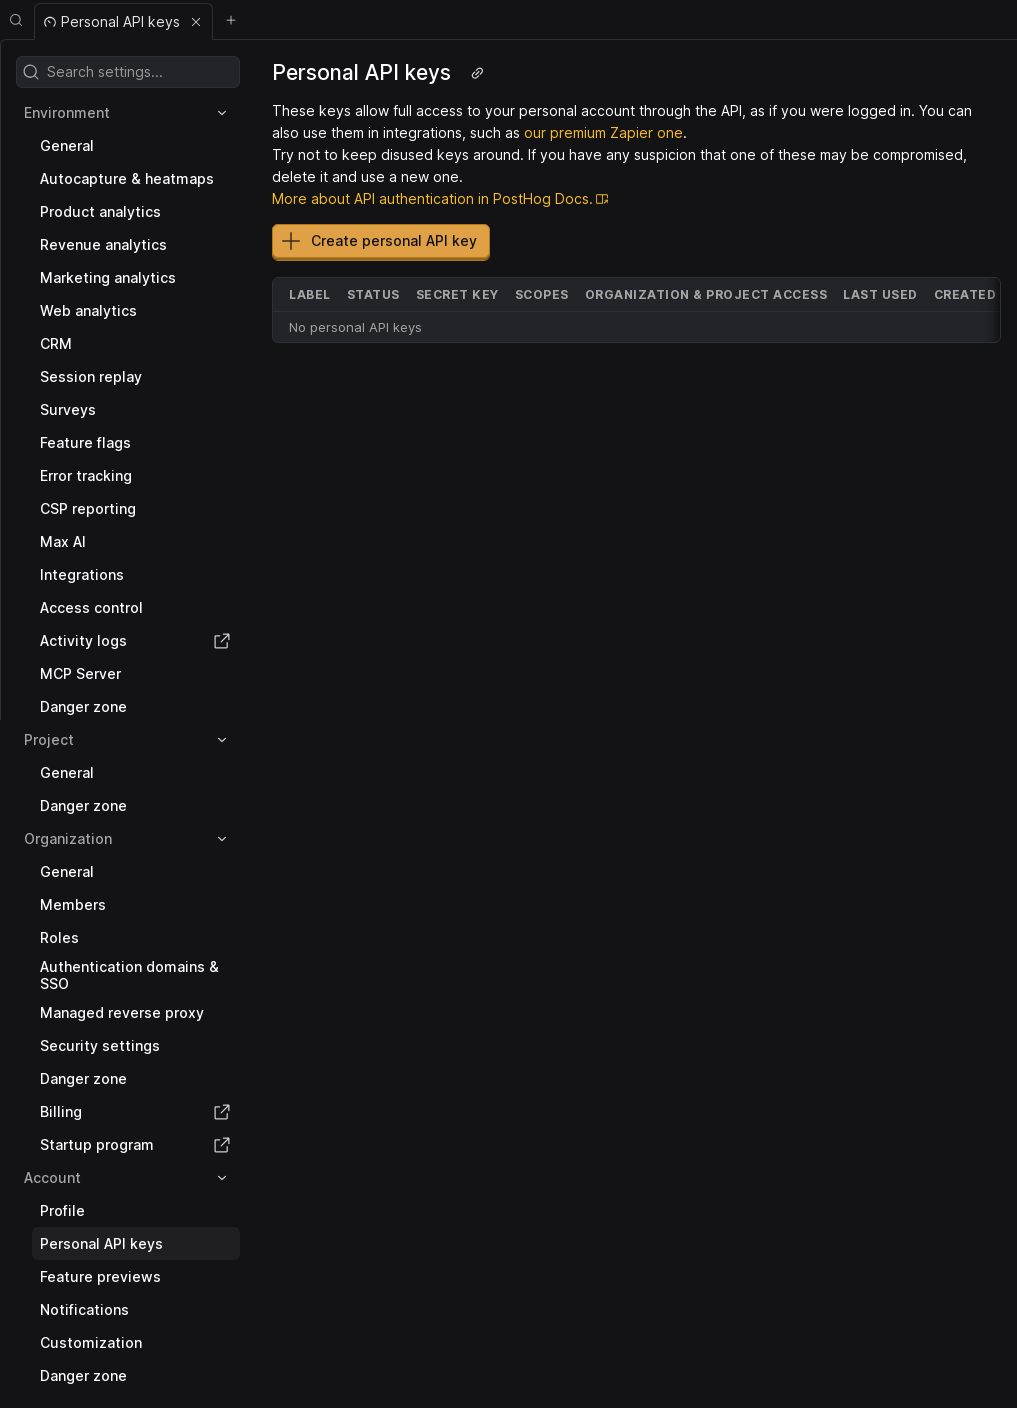 Personal API keys
Search settings...
Environment
General
Autocapture & heatmaps
Product analytics
Revenue analytics
Marketing analytics
Web analytics
CRM
Session replay
Surveys
Feature flags
Error tracking
CSP reporting
Max AI
Integrations
Access control
Activity logs
MCP Server
Danger zone
Project
General
Danger zone
Organization
General
Members
Roles
Authentication domains &
SSO
Managed reverse proxy
Security settings
Danger zone
Billing
Startup program
Account
Profile
Personal API keys
Feature previews
Notifications
Customization
Danger zone
Personal API keys
These keys allow full access to your personal account through the API, as if you were logged in. You can
also use them in integrations, such as our premium Zapier one.
Try not to keep disused keys around. If you have any suspicion that one of these may be compromised,
delete it and use a new one.
More about API authentication in PostHog Docs.
Create personal API key
LABEL STATUS SECRET KEY SCOPES ORGANIZATION & PROJECT ACCESS LAST USED CREATED
No personal API keys